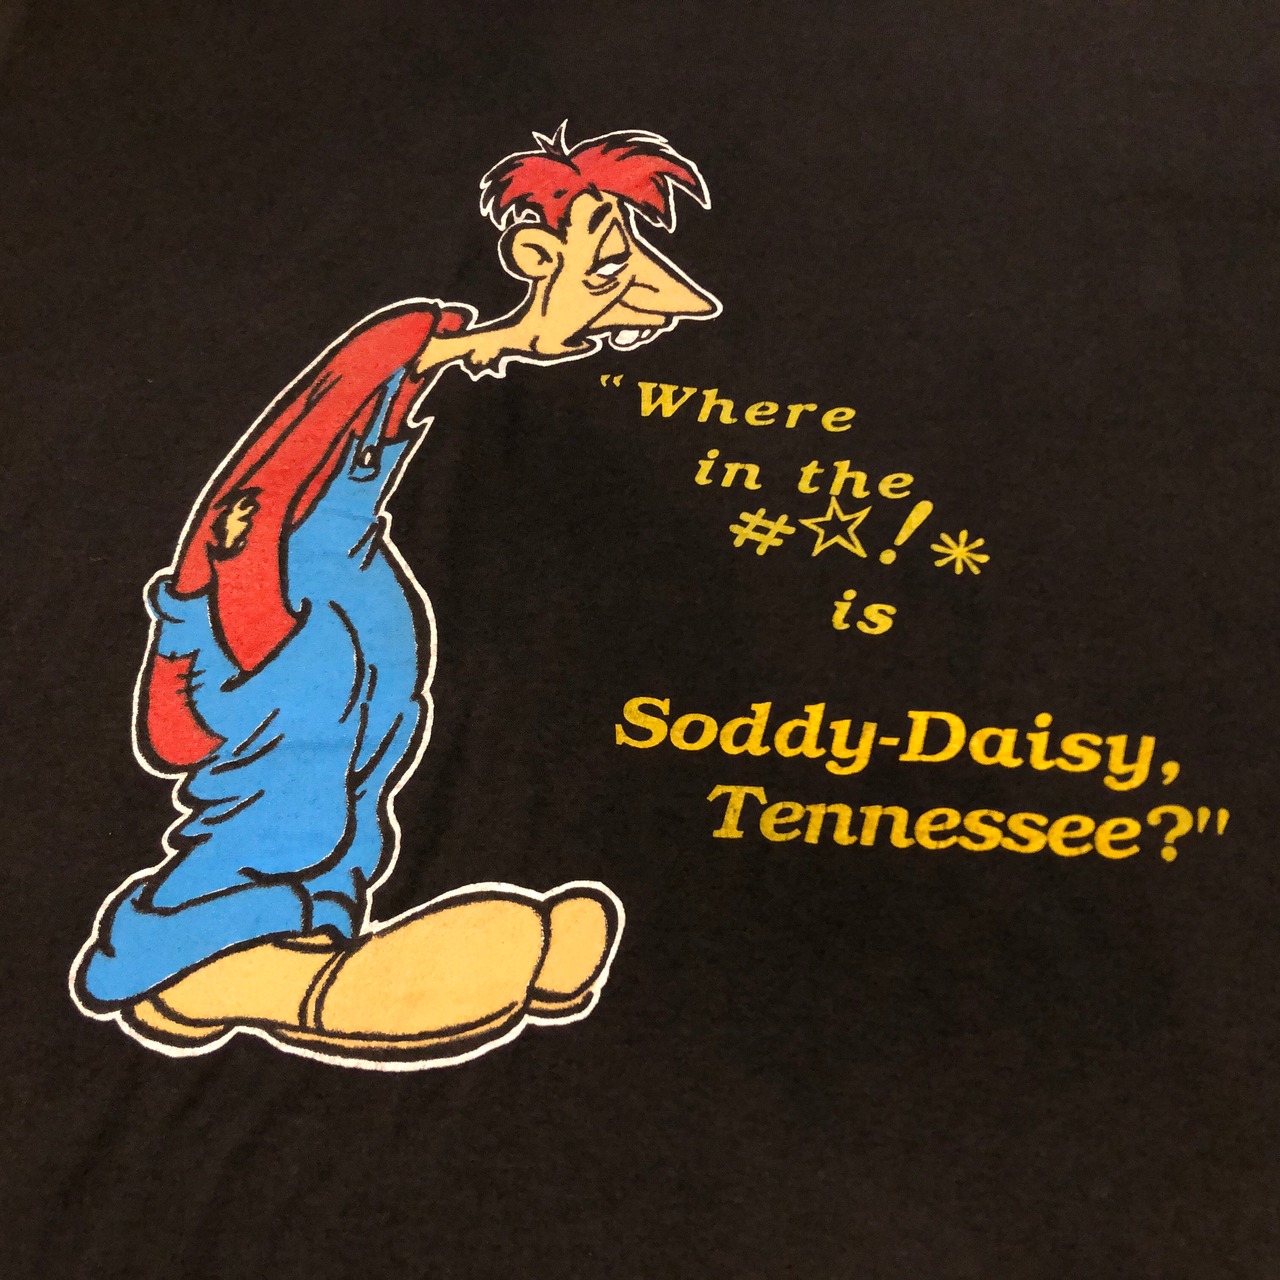 "Where
in the
#☆!*
is
Soddy-Daisy,
Tennessee?"